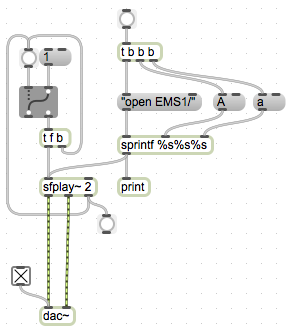 1
t b b b
"open EMS1/"
A
a
t f b
sprintf %s%s%s
sfplay~ 2
print
dac~